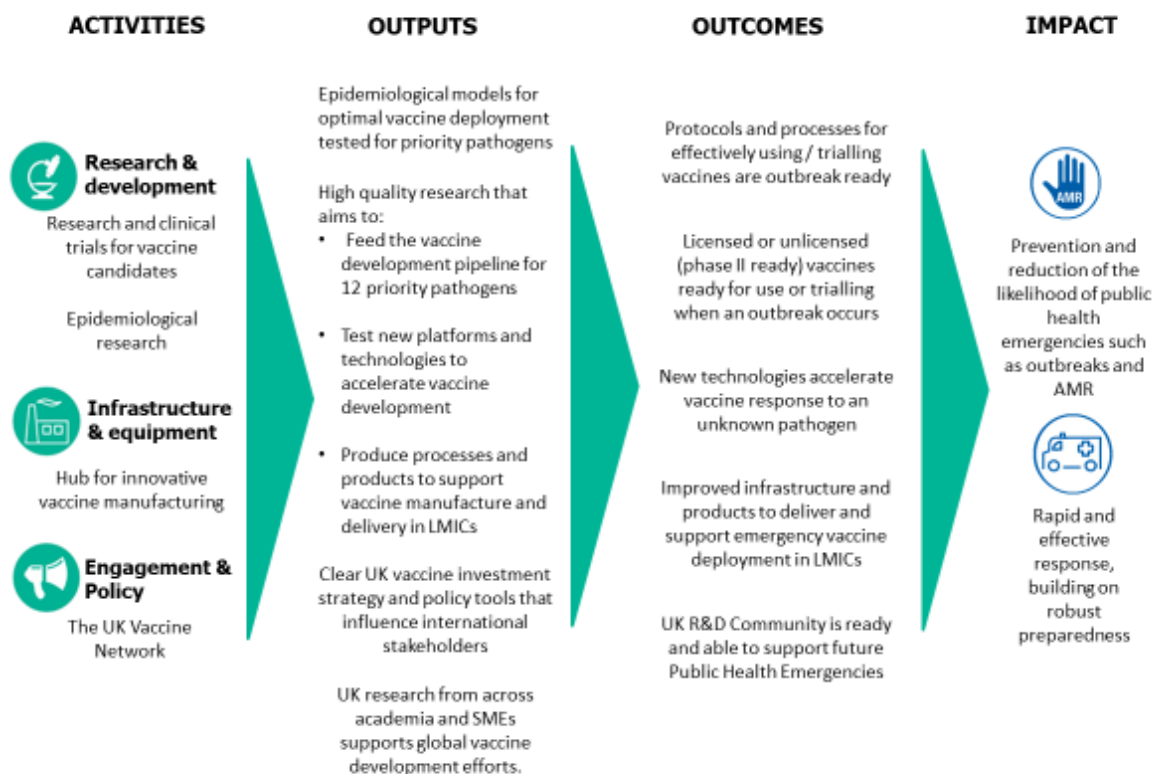 ACTIVITIES
Research &
development
Research and clinical
trials for vaccine
candidates
Epidemiological
research
Infrastructure
& equipment
Hub for innovative
vaccine manufacturing
Engagement &
Policy
The UK Vaccine
Network
OUTPUTS
Epidemiological models for
optimal vaccine deployment
tested for priority pathogens
High quality research that
aims to:
• Feed the vaccine
development pipeline for
12 priority pathogens
• Test new platforms and
technologies to
accelerate vaccine
development
• Produce processes and
products to support
vaccine manufacture and
delivery in LMICs
Clear UK vaccine investment
strategy and policy tools that
influence international
stakeholders
UK research from across
academia and SMEs
supports global vaccine
development efforts.
OUTCOMES
Protocols and processes for
effectively using / trialling
vaccines are outbreak ready
Licensed or unlicensed
(phase II ready) vaccines
ready for use or trialling
when an outbreak occurs
New technologies accelerate
vaccine response to an
unknown pathogen
Improved infrastructure and
products to deliver and
support emergency vaccine
deployment in LMICs
UK R&D Community is ready
and able to support future
Public Health Emergencies
IMPACT
AMR
Prevention and
reduction of the
likelihood of public
health
emergencies such
as outbreaks and
AMR
Rapid and
effective
response,
building on
robust
preparedness